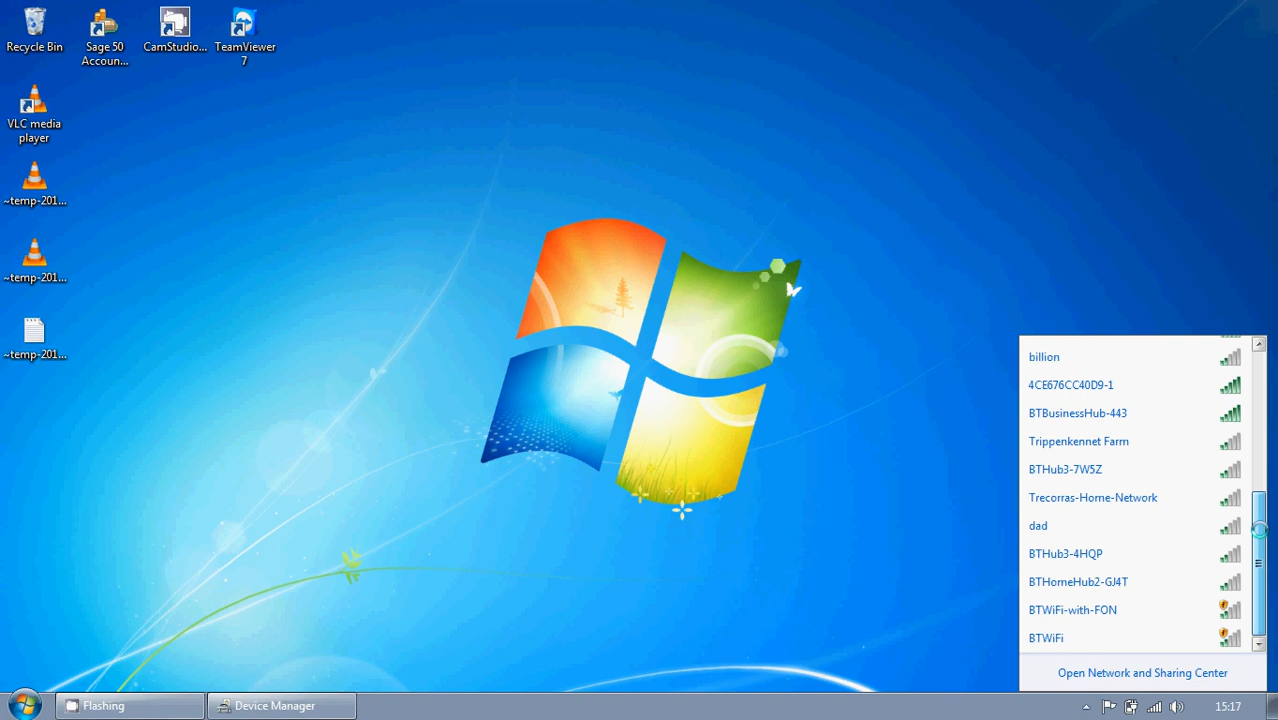 Recycle Bin
Sage 50
Accoun...
CamStudio...
TeamViewer
7
VLC media
player
~temp-201...
~temp-201...
~temp-201...
billion
4CE676CC40D9-1
BTBusinessHub-443
Trippenkennet Farm
BTHub3-7W5Z
Trecorras-Home-Network
dad
BTHub3-4HQP
BTHomeHub2-GJ4T
BTWiFi-with-FON
BTWiFi
Open Network and Sharing Center
Flashing
Device Manager
15:17